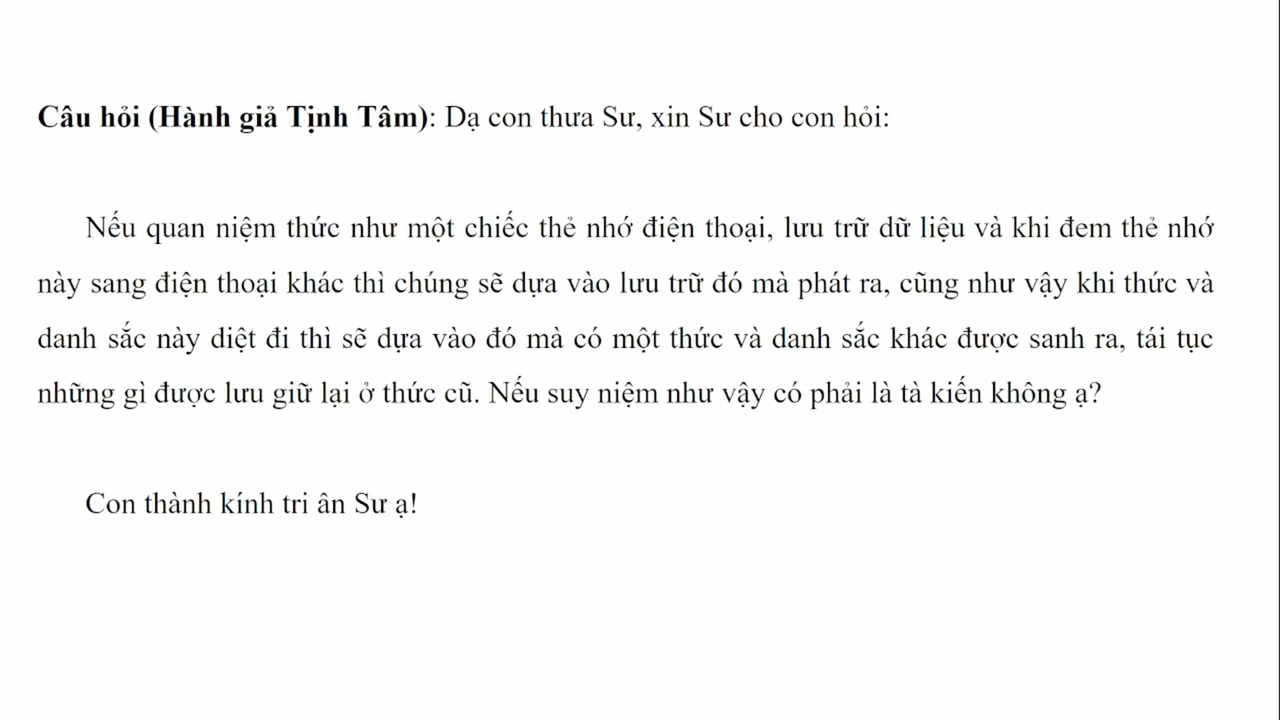 Câu hỏi (Hành giả Tịnh Tâm): Dạ con thưa Sư, xin Sư cho con hỏi:
Nếu quan niệm thức như một chiếc thẻ nhớ điện thoại, lưu trữ dữ liệu và khi đem thẻ nhớ
này sang điện thoại khác thì chúng sẽ dựa vào lưu trữ đó mà phát ra, cũng như vậy khi thức và
danh sắc này diệt đi thì sẽ dựa vào đó mà có một thức và danh sắc khác được sanh ra, tái tục
những gì được lưu giữ lại ở thức cũ. Nếu suy niệm như vậy có phải là tà kiến không ạ?
Con thành kính tri ân Sư ạ!